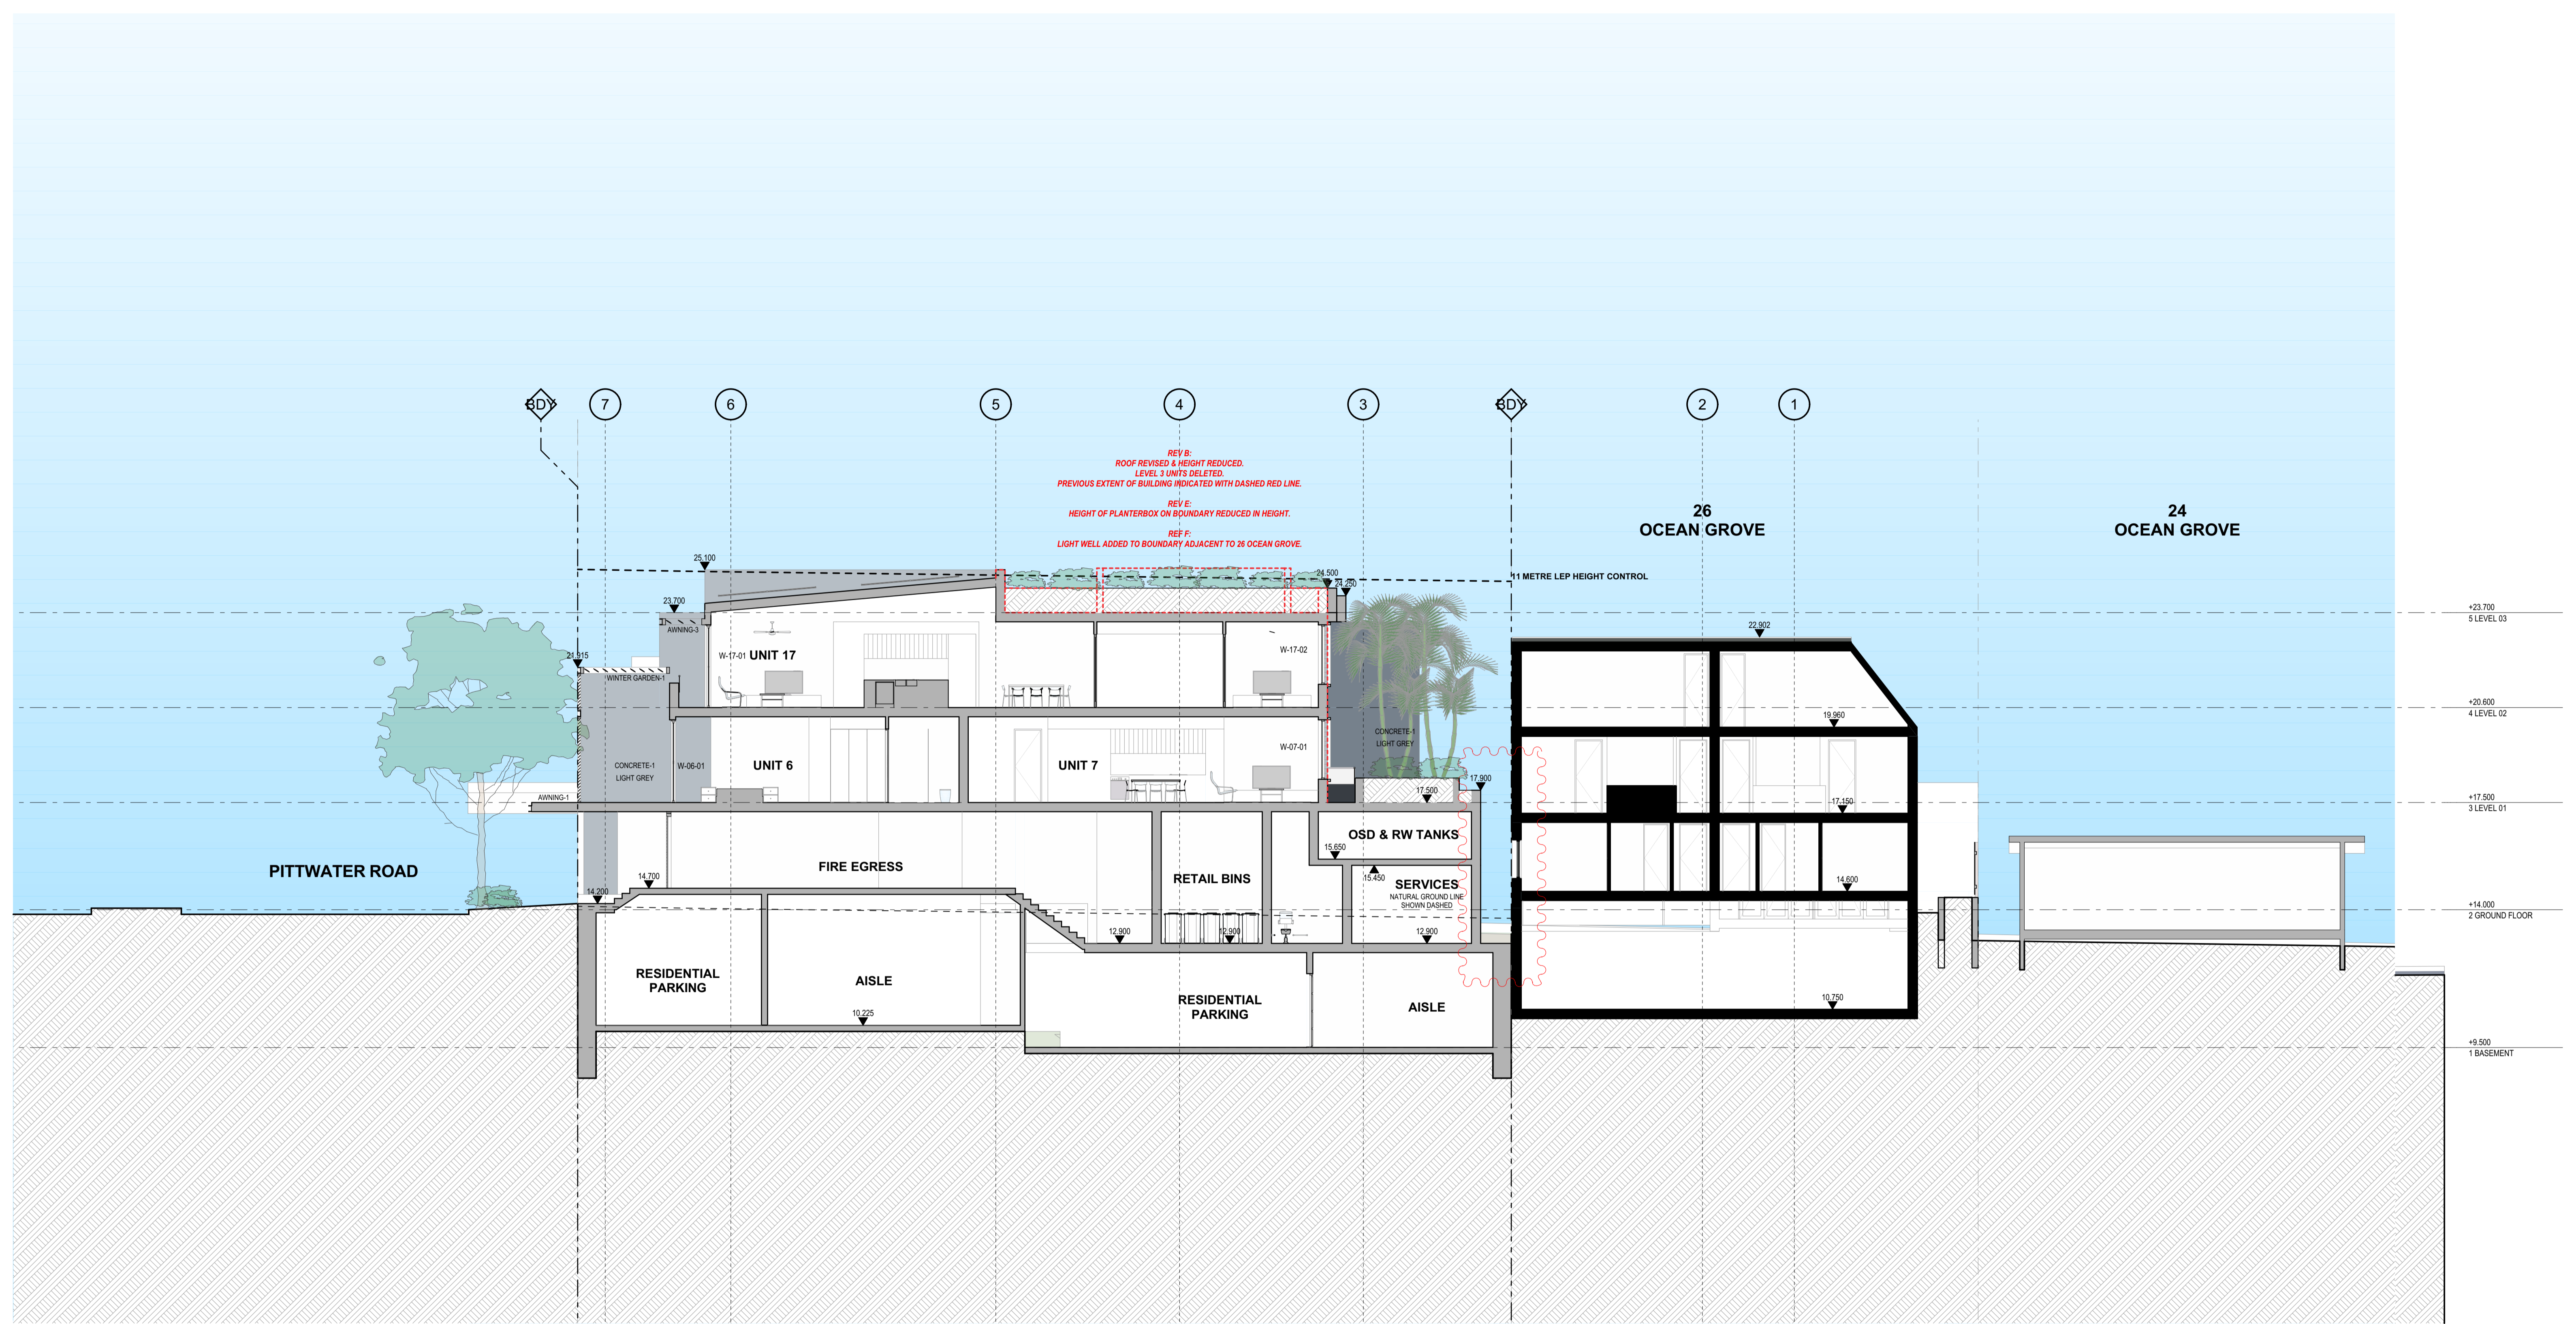 BDY
7
6
5
4
3
BDY
2
1
REV B:
ROOF REVISED & HEIGHT REDUCED.
LEVEL 3 UNITS DELETED.
PREVIOUS EXTENT OF BUILDING INDICATED WITH DASHED RED LINE.
REV E:
HEIGHT OF PLANTERBOX ON BOUNDARY REDUCED IN HEIGHT.
REF F:
LIGHT WELL ADDED TO BOUNDARY ADJACENT TO 26 OCEAN GROVE.
26
OCEAN GROVE
24
OCEAN GROVE
25.100
24.500
24.250
11 METRE LEP HEIGHT CONTROL
23.700
+23.700
5 LEVEL 03
AWNING-3
22.902
21.915
W-17-01
UNIT 17
W-17-02
WINTER GARDEN-1
+20.600
4 LEVEL 02
19.960
CONCRETE-1
LIGHT GREY
CONCRETE-1
LIGHT GREY
W-06-01
UNIT 6
UNIT 7
W-07-01
17.900
17.500
AWNING-1
17.150
+17.500
3 LEVEL 01
OSD & RW TANKS
15.650
PITTWATER ROAD
FIRE EGRESS
14.700
14.200
RETAIL BINS
15.450
SERVICES
NATURAL GROUND LINE
SHOWN DASHED
14.600
+14.000
2 GROUND FLOOR
12.900
12.900
12.900
RESIDENTIAL
PARKING
AISLE
10.225
RESIDENTIAL
PARKING
AISLE
10.750
+9.500
1 BASEMENT